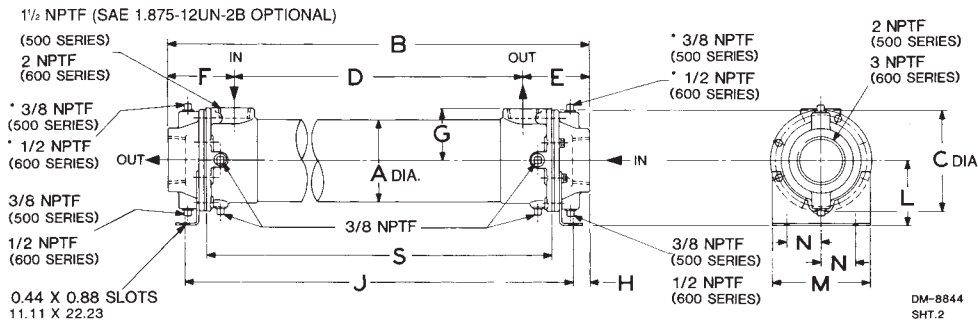 1½ NPTF (SAE 1.875-12UN-2B OPTIONAL)
(500 SERIES)
2 NPTF
(600 SERIES)
* 3/8 NPTF
(500 SERIES)
* 1/2 NPTF
(600 SERIES)
OUT
3/8 NPTF
(500 SERIES)
1/2 NPTF
(600 SERIES)
0.44 X 0.88 SLOTS
11.11 X 22.23
B
IN
OUT
F
D
E
G
A DIA.
IN
3/8 NPTF
S
J
H
* 3/8 NPTF
(500 SERIES)
* 1/2 NPTF
(600 SERIES)
3/8 NPTF
(500 SERIES)
1/2 NPTF
(600 SERIES)
2 NPTF
(500 SERIES)
3 NPTF
(600 SERIES)
C DIA
L
N
N
M
DM-8844
SHT.2